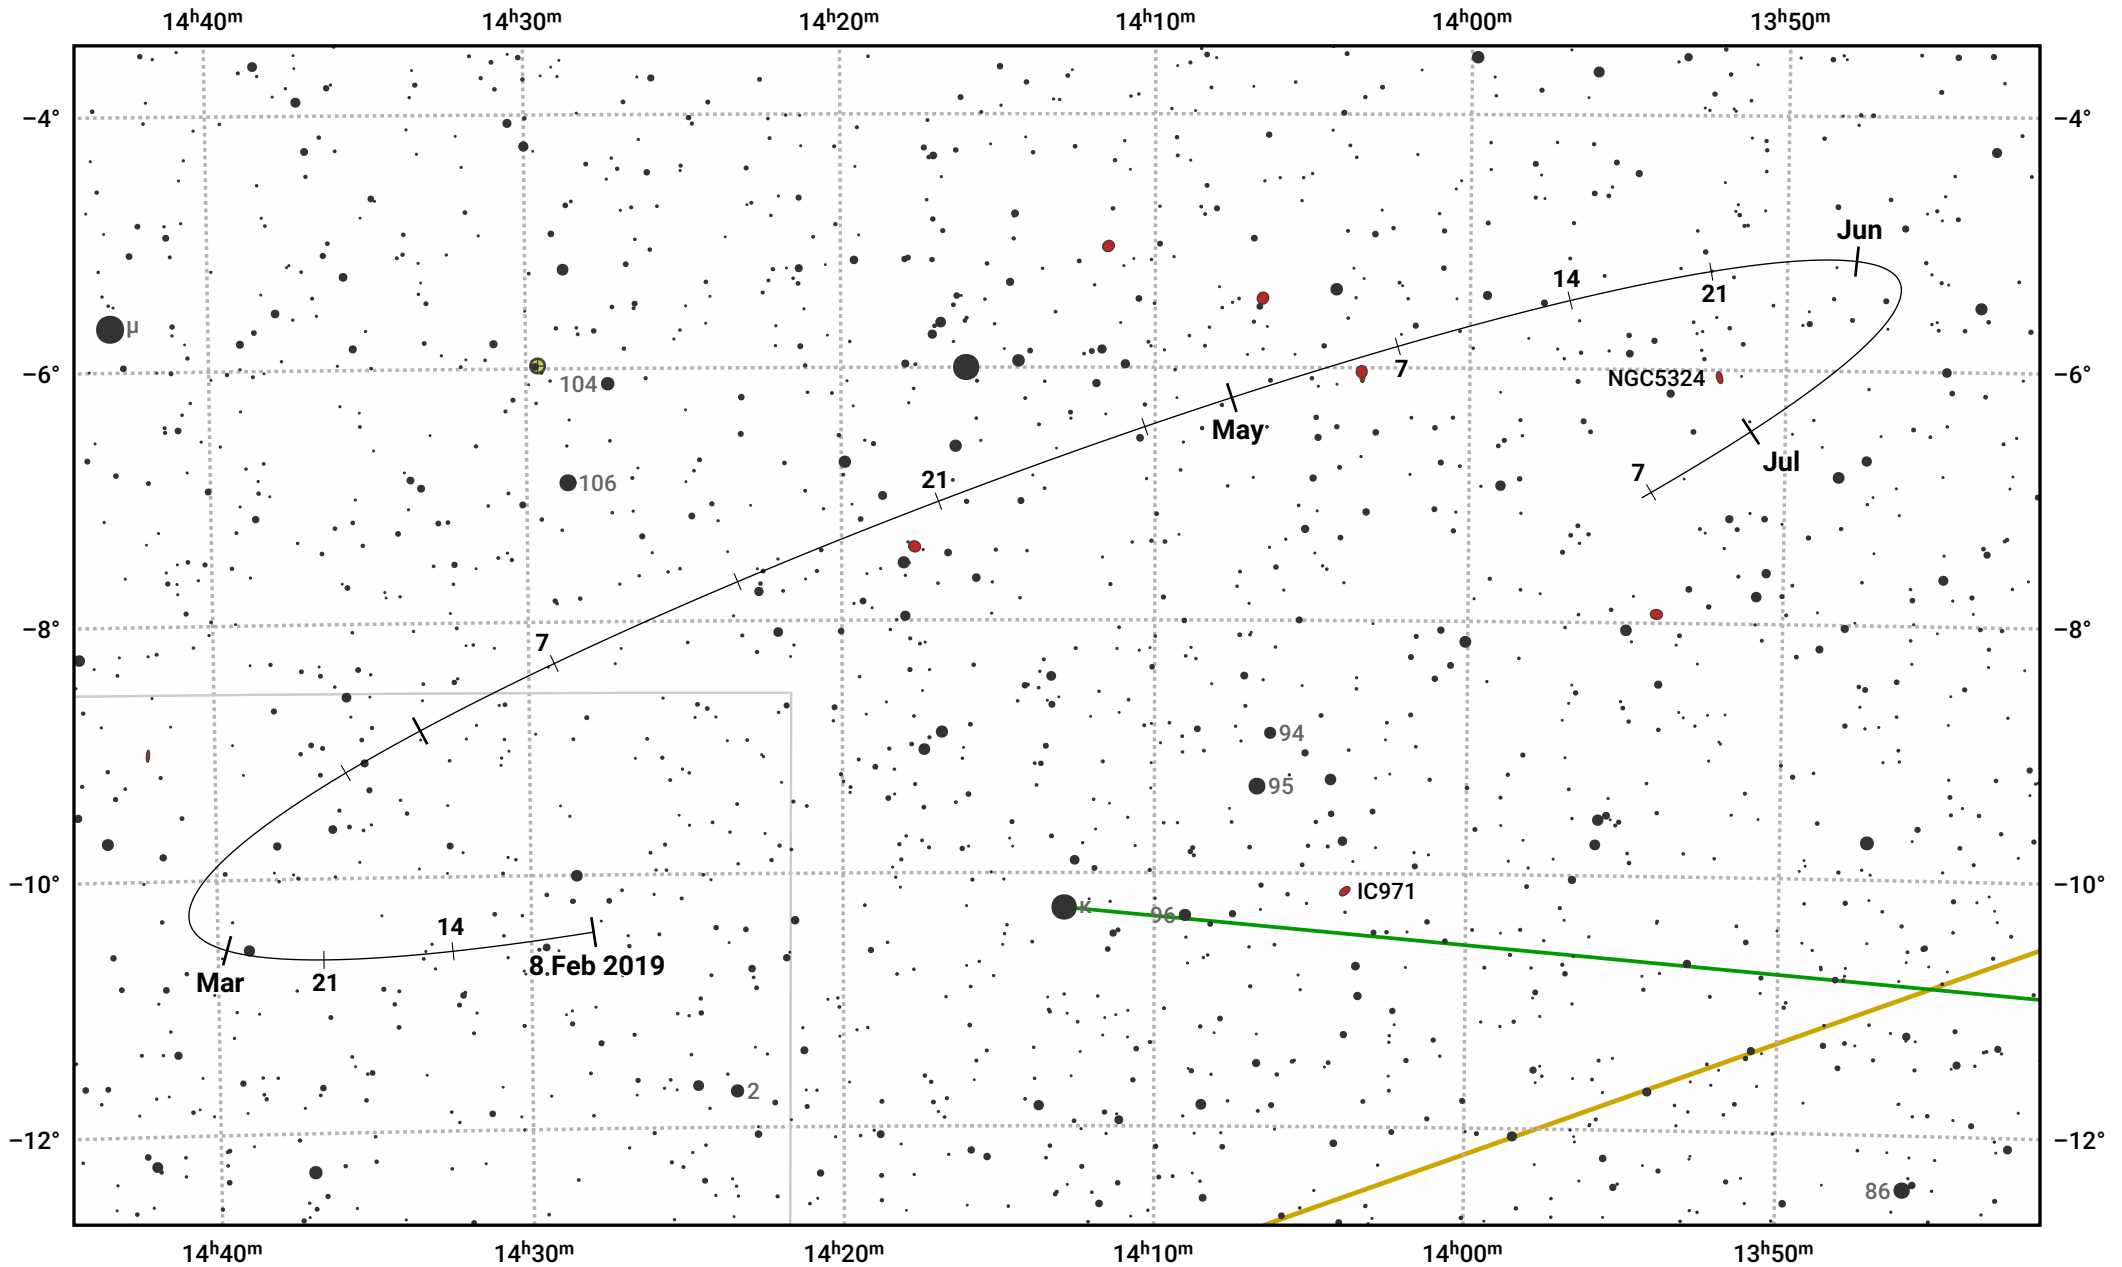 14ʰ40ᵐ 14ʰ30ᵐ 14ʰ20ᵐ 14ʰ10ᵐ 14ʰ00ᵐ 13ʰ50ᵐ
−4° −4°
Jun
14
21
μ
−6° −6°
104
7
NGC5324
May
Jul
106
21
7
−8° −8°
7
94
95
−10° −10°
IC971
κ
96
14
8 Feb 2019
Mar
21
2
−12° −12°
86
14ʰ40ᵐ 14ʰ30ᵐ 14ʰ20ᵐ 14ʰ10ᵐ 14ʰ00ᵐ 13ʰ50ᵐ